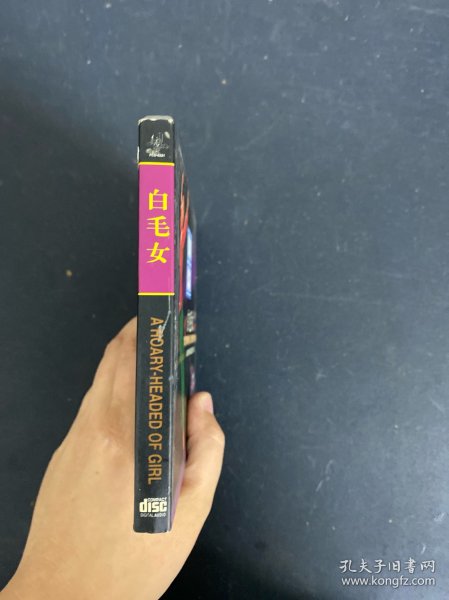 白毛女
A HOARY-HEADED OF GIRL
COMPACT
disc
DIGITAL AUDIO
孔夫子旧书网
www.kongfz.com